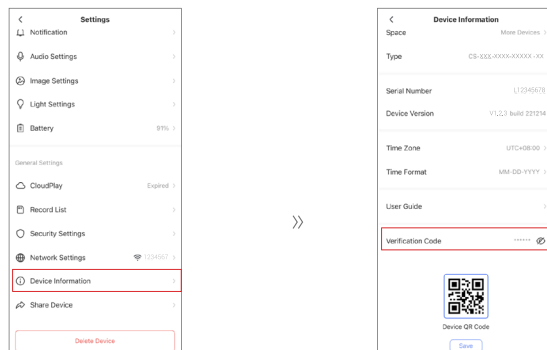 Settings
Notification
Audio Settings
Image Settings
Light Settings
Battery 91%
General Settings
CloudPlay Expired
Record List
Security Settings
Network Settings 1234567
Device Information
Share Device
Delete Device
Device Information
Space More Devices
Type CS-XXX-XXXX-XXXXX-XX
Serial Number L12345678
Device Version V1.2.3 build 221214
Time Zone UTC+08:00
Time Format MM-DD-YYYY
User Guide
Verification Code ******
Device QR Code
Save